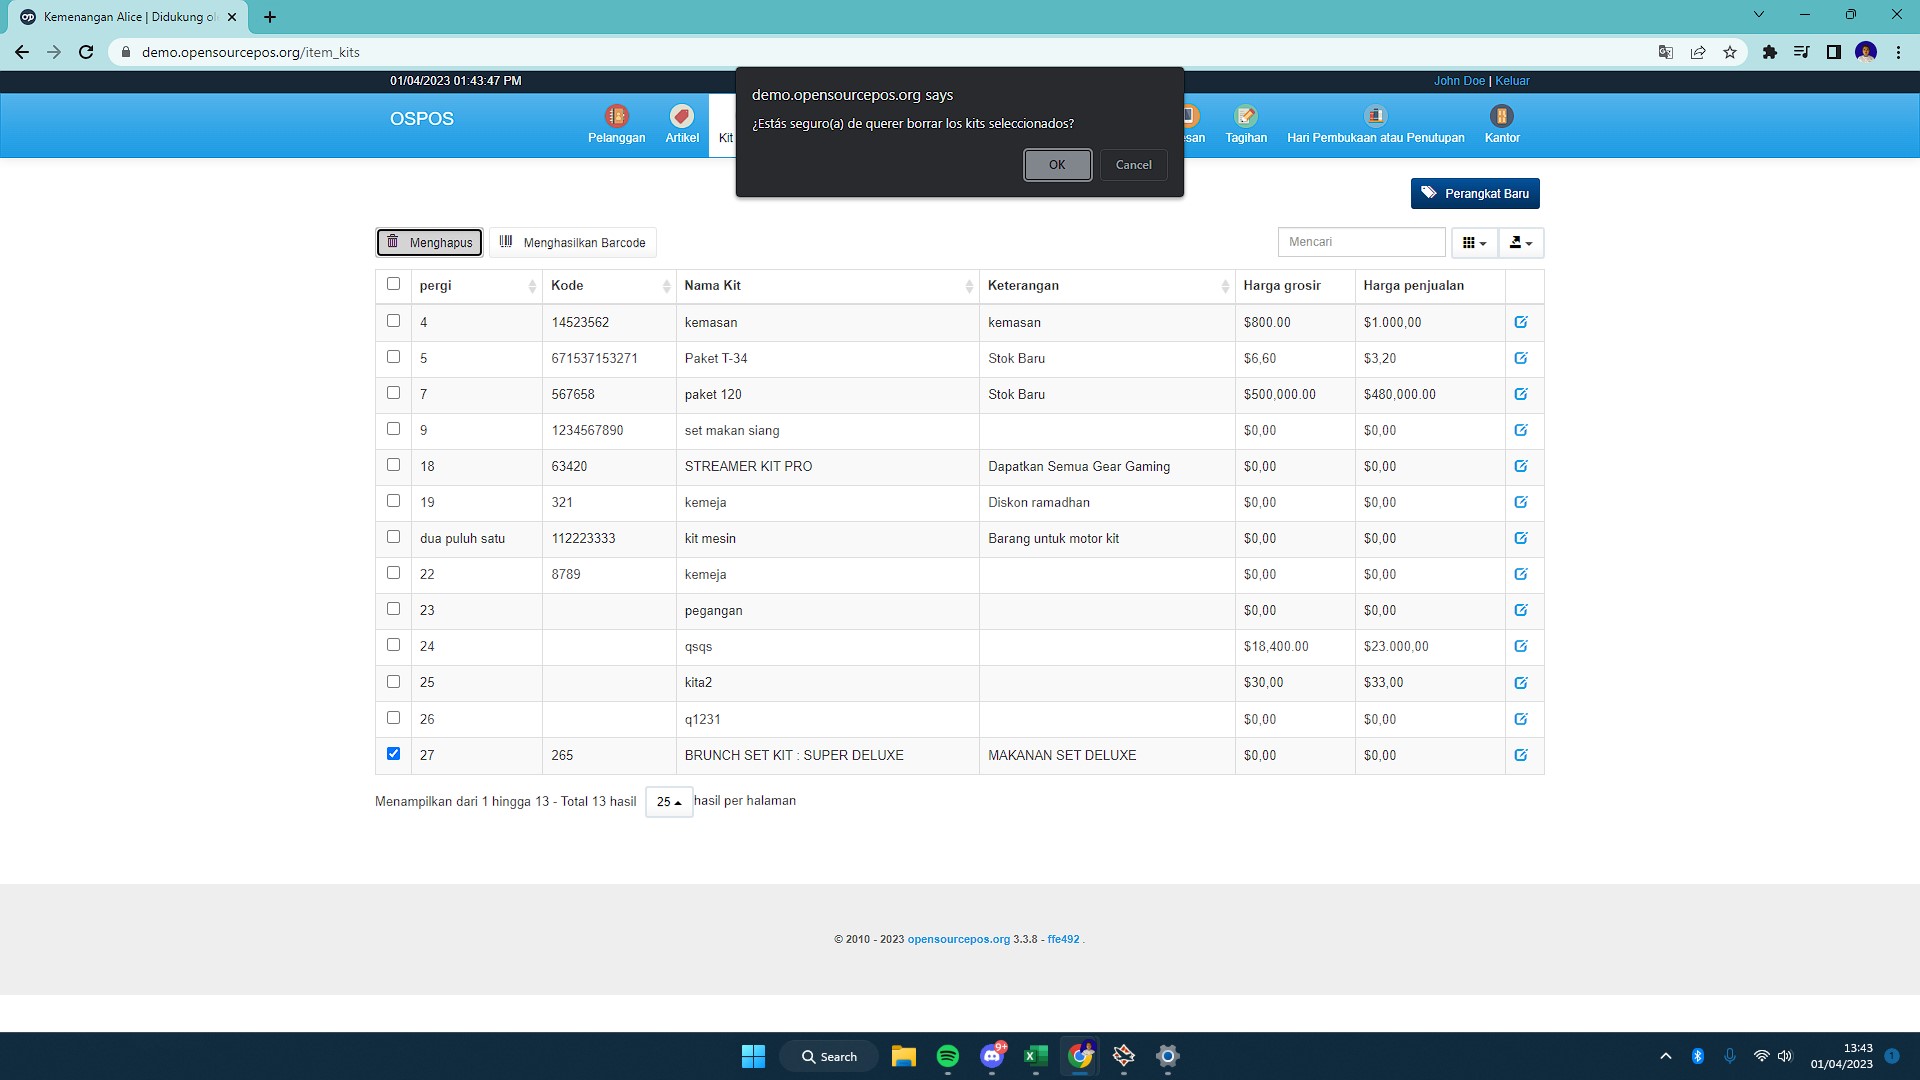 Kemenangan Alice | Didukung ol
demo.opensourcepos.org/item_kits
01/04/2023 01:43:47 PM
John Doe | Keluar
OSPOS
Pelanggan
Artikel
Kit
esan
Tagihan
Hari Pembukaan atau Penutupan
Kantor
demo.opensourcepos.org says
¿Estás seguro(a) de querer borrar los kits seleccionados?
OK
Cancel
Perangkat Baru
Menghapus
Menghasilkan Barcode
Mencari
pergi Kode Nama Kit Keterangan Harga grosir Harga penjualan
4 14523562 kemasan kemasan $800.00 $1.000,00
5 671537153271 Paket T-34 Stok Baru $6,60 $3,20
7 567658 paket 120 Stok Baru $500,000.00 $480,000.00
9 1234567890 set makan siang $0,00 $0,00
18 63420 STREAMER KIT PRO Dapatkan Semua Gear Gaming $0,00 $0,00
19 321 kemeja Diskon ramadhan $0,00 $0,00
dua puluh satu 112223333 kit mesin Barang untuk motor kit $0,00 $0,00
22 8789 kemeja $0,00 $0,00
23 pegangan $0,00 $0,00
24 qsqs $18,400.00 $23.000,00
25 kita2 $30,00 $33,00
26 q1231 $0,00 $0,00
27 265 BRUNCH SET KIT : SUPER DELUXE MAKANAN SET DELUXE $0,00 $0,00
Menampilkan dari 1 hingga 13 - Total 13 hasil 25 hasil per halaman
© 2010 - 2023 opensourcepos.org 3.3.8 - ffe492 .
Search
9+
13:43
01/04/2023
1